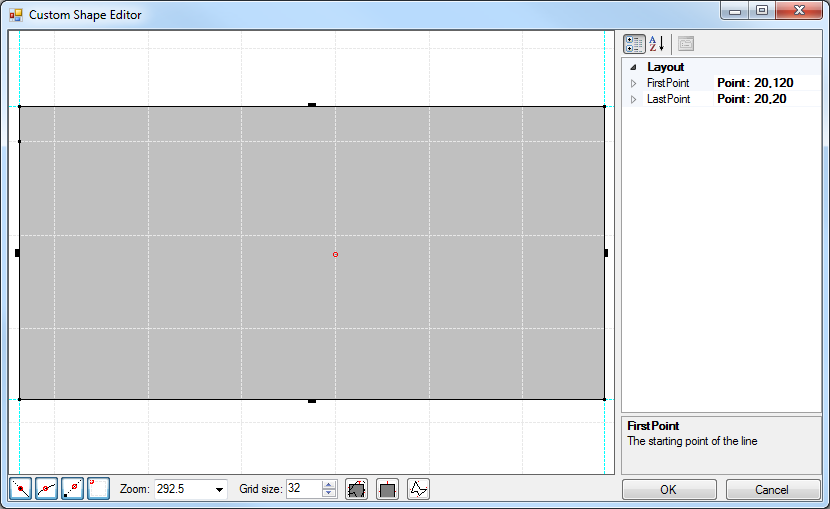 Custom Shape Editor
Layout
FirstPoint Point: 20,120
LastPoint Point: 20,20
FirstPoint
The starting point of the line
Zoom: 292.5 Grid size: 32
OK Cancel